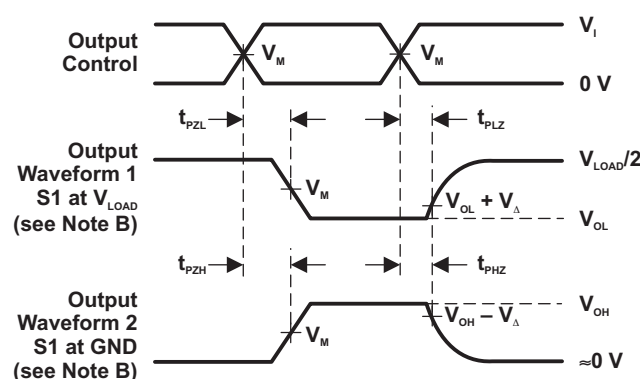 Output
Control
V_M
V_M
V_I
0 V
t_PZL
t_PLZ
Output
Waveform 1
S1 at V_LOAD
(see Note B)
V_M
V_OL + V_Δ
V_LOAD/2
V_OL
t_PZH
t_PHZ
Output
Waveform 2
S1 at GND
(see Note B)
V_M
V_OH – V_Δ
V_OH
≈0 V